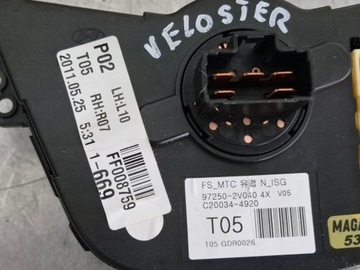 VELOSTER
P02
T05
2011.05.25 5:31
LH:L10
RH:R07
1-669
FF008759
FS_MTC 유럽 N_ISG
97250-2V040 4X V05
C20034-4920
T05
T05 GDR0026
MAGA
53